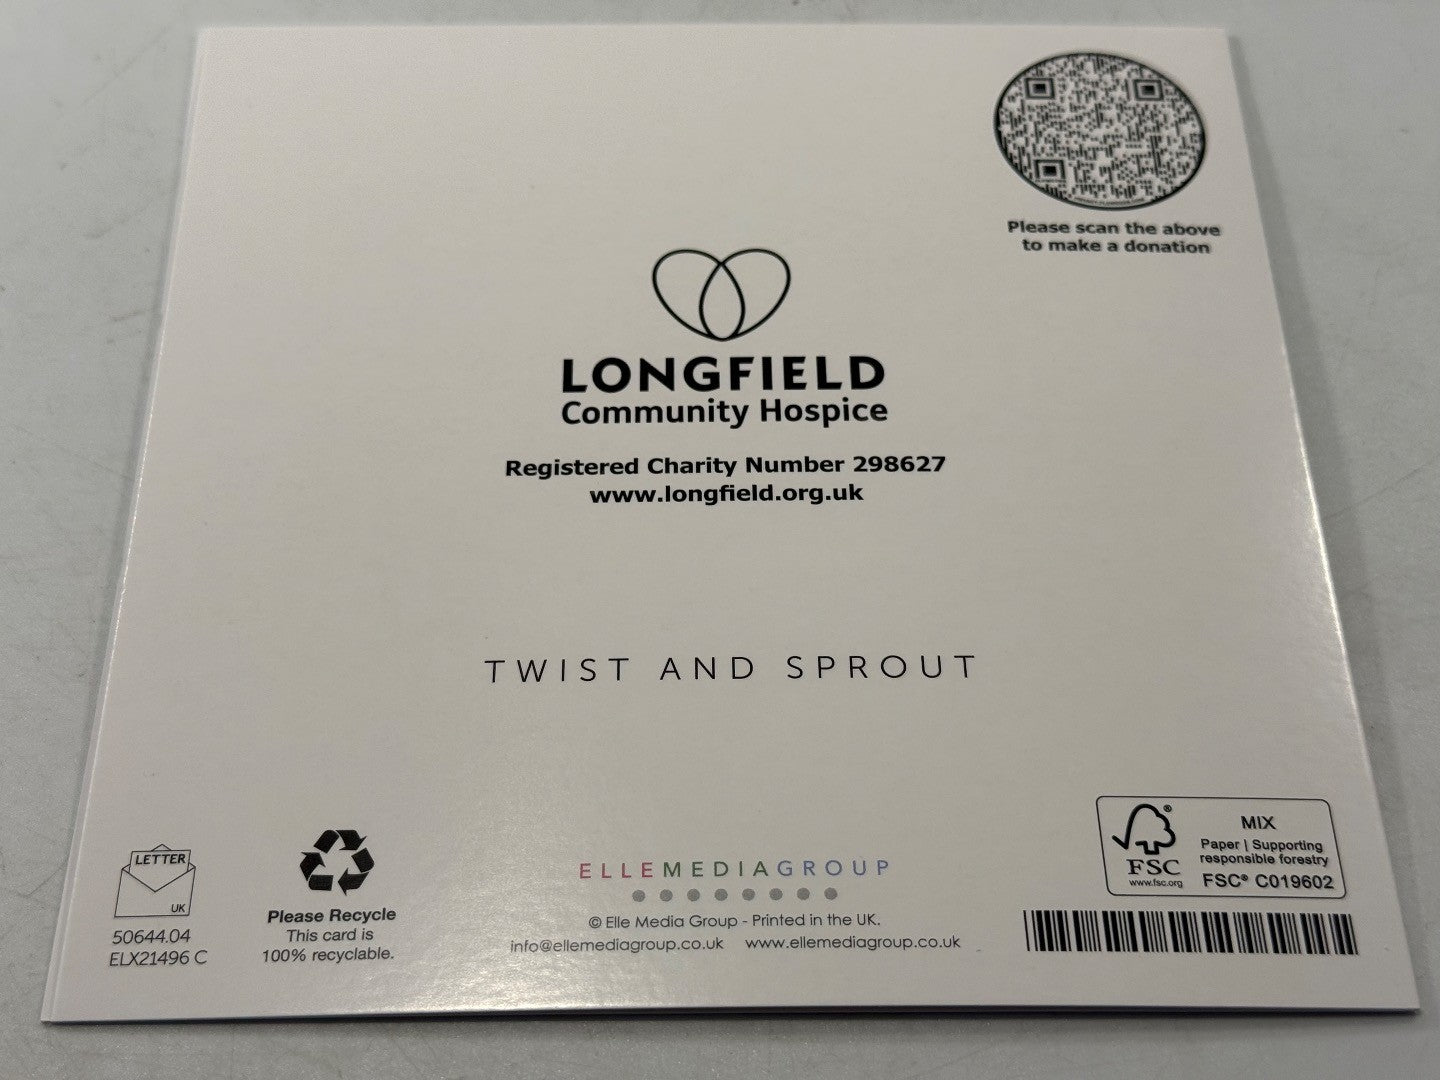 Please scan the above
to make a donation
LONGFIELD
Community Hospice
Registered Charity Number 298627
www.longfield.org.uk
TWIST AND SPROUT
LETTER
UK
50644.04
ELX21496 C
Please Recycle
This card is
100% recyclable.
ELLEMEDIAGROUP
© Elle Media Group - Printed in the UK.
info@ellemediagroup.co.uk www.ellemediagroup.co.uk
FSC
www.fsc.org
MIX
Paper | Supporting
responsible forestry
FSC® C019602